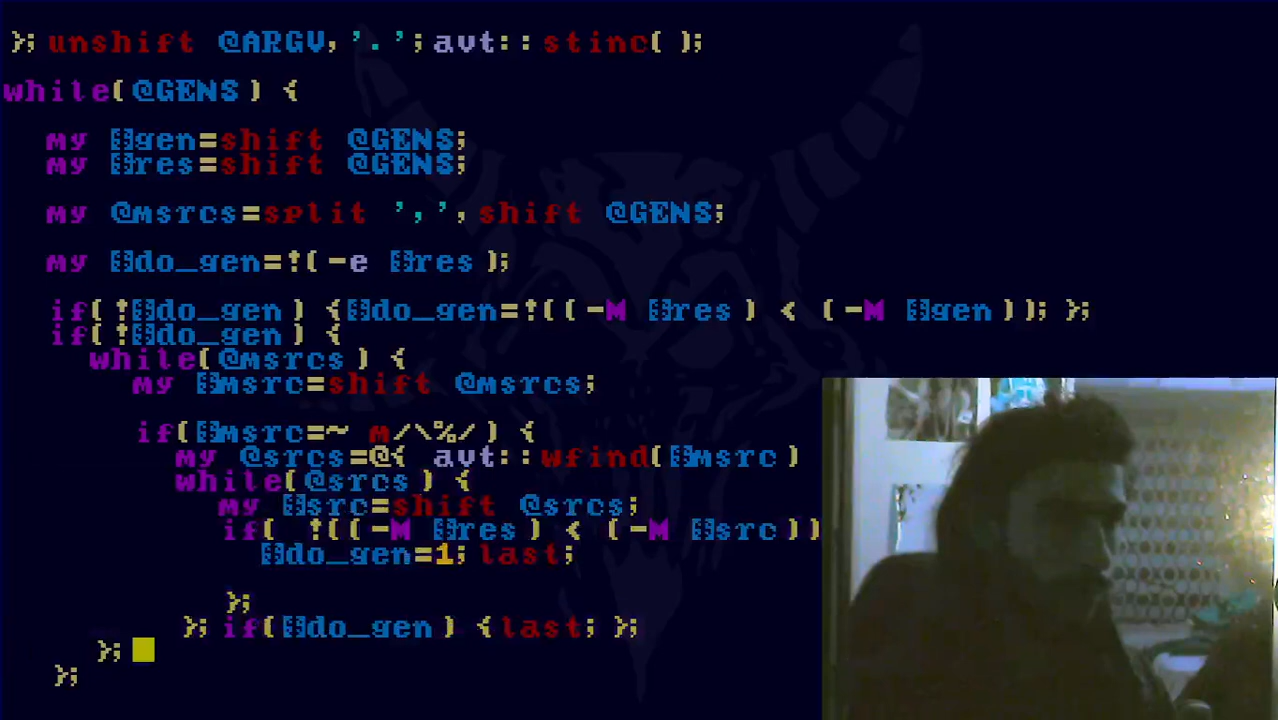 }; unshift @ARGV,'.'; avt::stinc( );
while(@GENS) {
my $gen=shift @GENS;
my $res=shift @GENS;
my @msrcs=split ',',shift @GENS;
my $do_gen=!(-e $res);
if(!$do_gen) {$do_gen=!((-M $res) < (-M $gen)); };
if(!$do_gen) {
while(@msrcs) {
my $msrc=shift @msrcs;
if($msrc=~ m/\%/) {
my @srcs=@{ avt::wfind($msrc)
while(@srcs) {
my $src=shift @srcs;
if( !((-M $res) < (-M $src))
$do_gen=1; last;
};
}; if($do_gen) {last; };
};
};